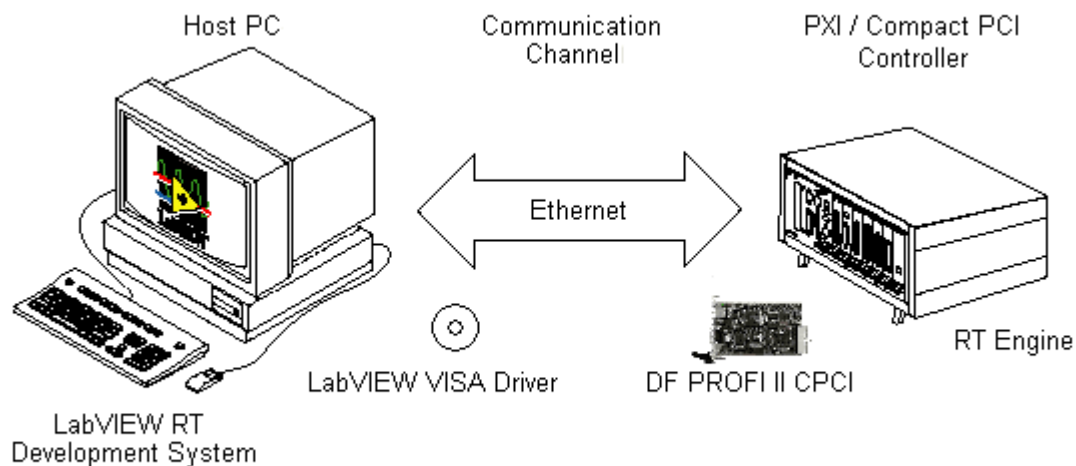 Host PC
Communication
Channel
PXI / Compact PCI
Controller
Ethernet
LabVIEW VISA Driver
DF PROFI II CPCI
RT Engine
LabVIEW RT
Development System